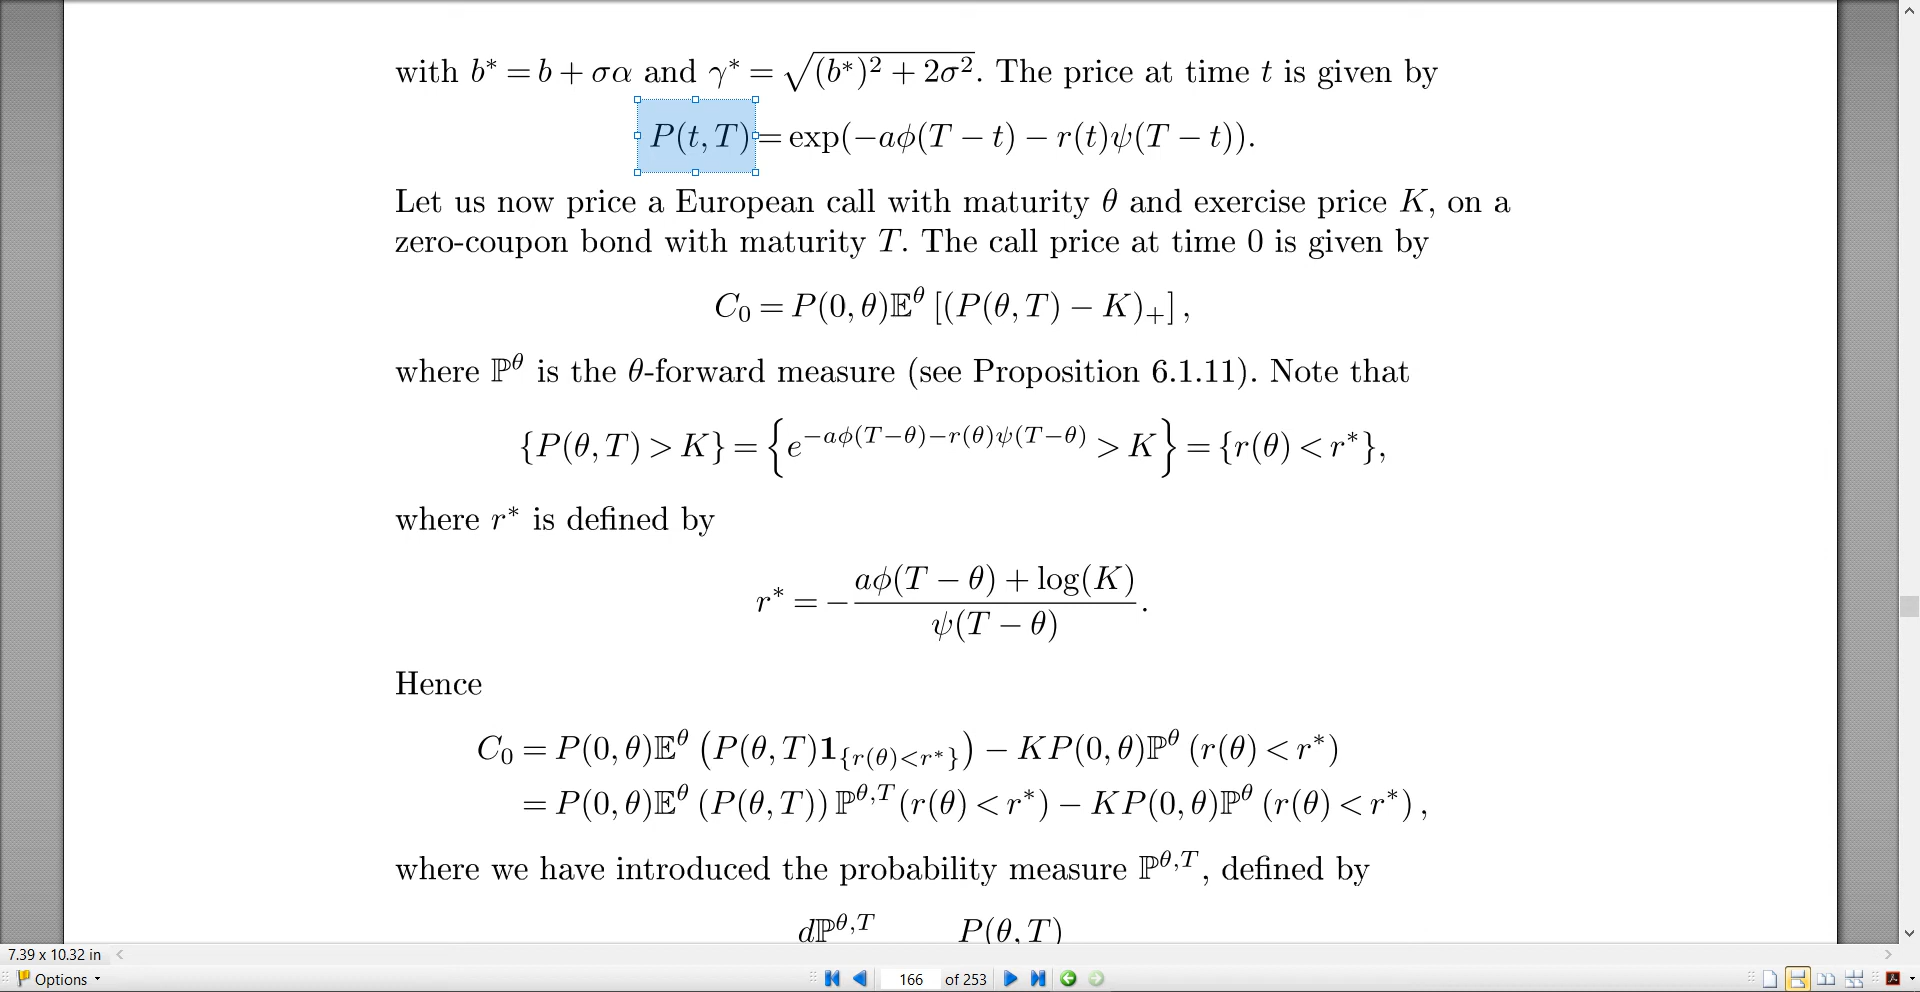 with b* = b + σα and γ* = √((b*)² + 2σ²). The price at time t is given by
P(t, T) = exp(−aϕ(T − t) − r(t)ψ(T − t)).
Let us now price a European call with maturity θ and exercise price K, on a
zero-coupon bond with maturity T. The call price at time 0 is given by
C₀ = P(0, θ)𝔼^θ [(P(θ, T) − K)₊] ,
where ℙ^θ is the θ-forward measure (see Proposition 6.1.11). Note that
{P(θ, T) > K} = {e^{−aϕ(T−θ)−r(θ)ψ(T−θ)} > K} = {r(θ) < r*},
where r* is defined by
r* = − (aϕ(T − θ) + log(K)) / ψ(T − θ).
Hence
C₀ = P(0, θ)𝔼^θ (P(θ, T)𝟏_{r(θ)<r*}) − KP(0, θ)ℙ^θ (r(θ) < r*)
= P(0, θ)𝔼^θ (P(θ, T)) ℙ^{θ,T}(r(θ) < r*) − KP(0, θ)ℙ^θ (r(θ) < r*) ,
where we have introduced the probability measure ℙ^{θ,T}, defined by
dℙ^{θ,T} P(θ, T)
7.39 x 10.32 in
Options 166 of 253